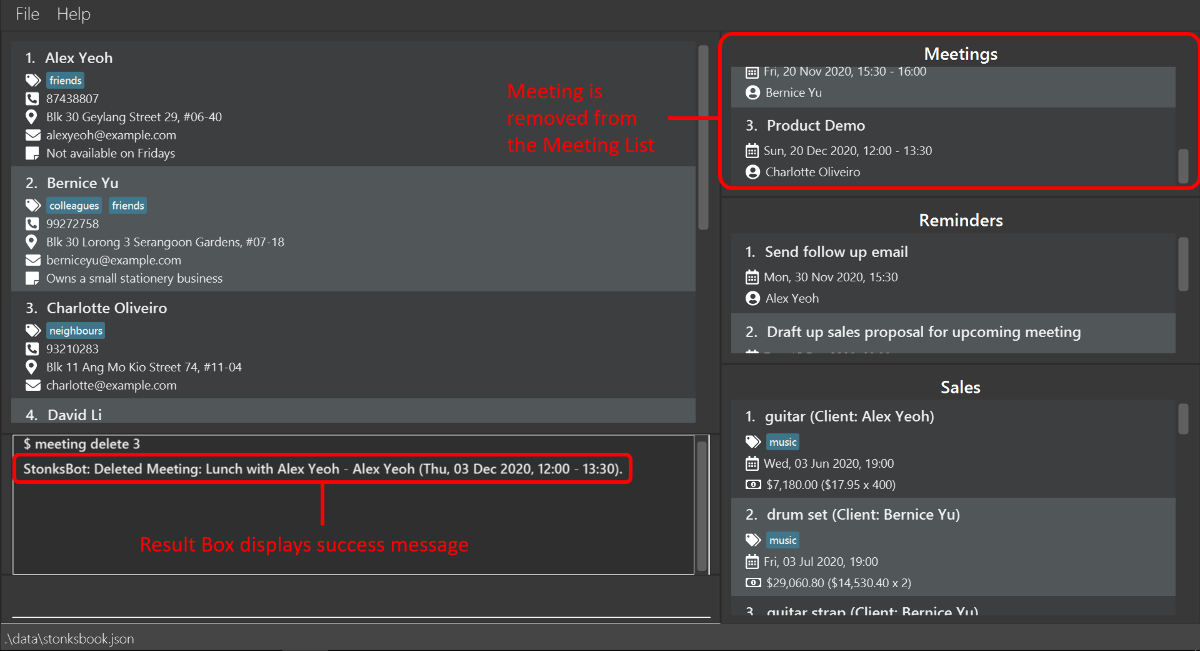 File Help
1. Alex Yeoh
friends
87438807
Blk 30 Geylang Street 29, #06-40
alexyeoh@example.com
Not available on Fridays
2. Bernice Yu
colleagues friends
99272758
Blk 30 Lorong 3 Serangoon Gardens, #07-18
berniceyu@example.com
Owns a small stationery business
3. Charlotte Oliveiro
neighbours
93210283
Blk 11 Ang Mo Kio Street 74, #11-04
charlotte@example.com
4. David Li
Meeting is
removed from
the Meeting List
$ meeting delete 3
StonksBot: Deleted Meeting: Lunch with Alex Yeoh - Alex Yeoh (Thu, 03 Dec 2020, 12:00 - 13:30).
Result Box displays success message
Meetings
Fri, 20 Nov 2020, 15:30 - 16:00
Bernice Yu
3. Product Demo
Sun, 20 Dec 2020, 12:00 - 13:30
Charlotte Oliveiro
Reminders
1. Send follow up email
Mon, 30 Nov 2020, 15:30
Alex Yeoh
2. Draft up sales proposal for upcoming meeting
Sales
1. guitar (Client: Alex Yeoh)
music
Wed, 03 Jun 2020, 19:00
$7,180.00 ($17.95 x 400)
2. drum set (Client: Bernice Yu)
music
Fri, 03 Jul 2020, 19:00
$29,060.80 ($14,530.40 x 2)
3. guitar strap (Client: Bernice Yu)
.\data\stonksbook.json